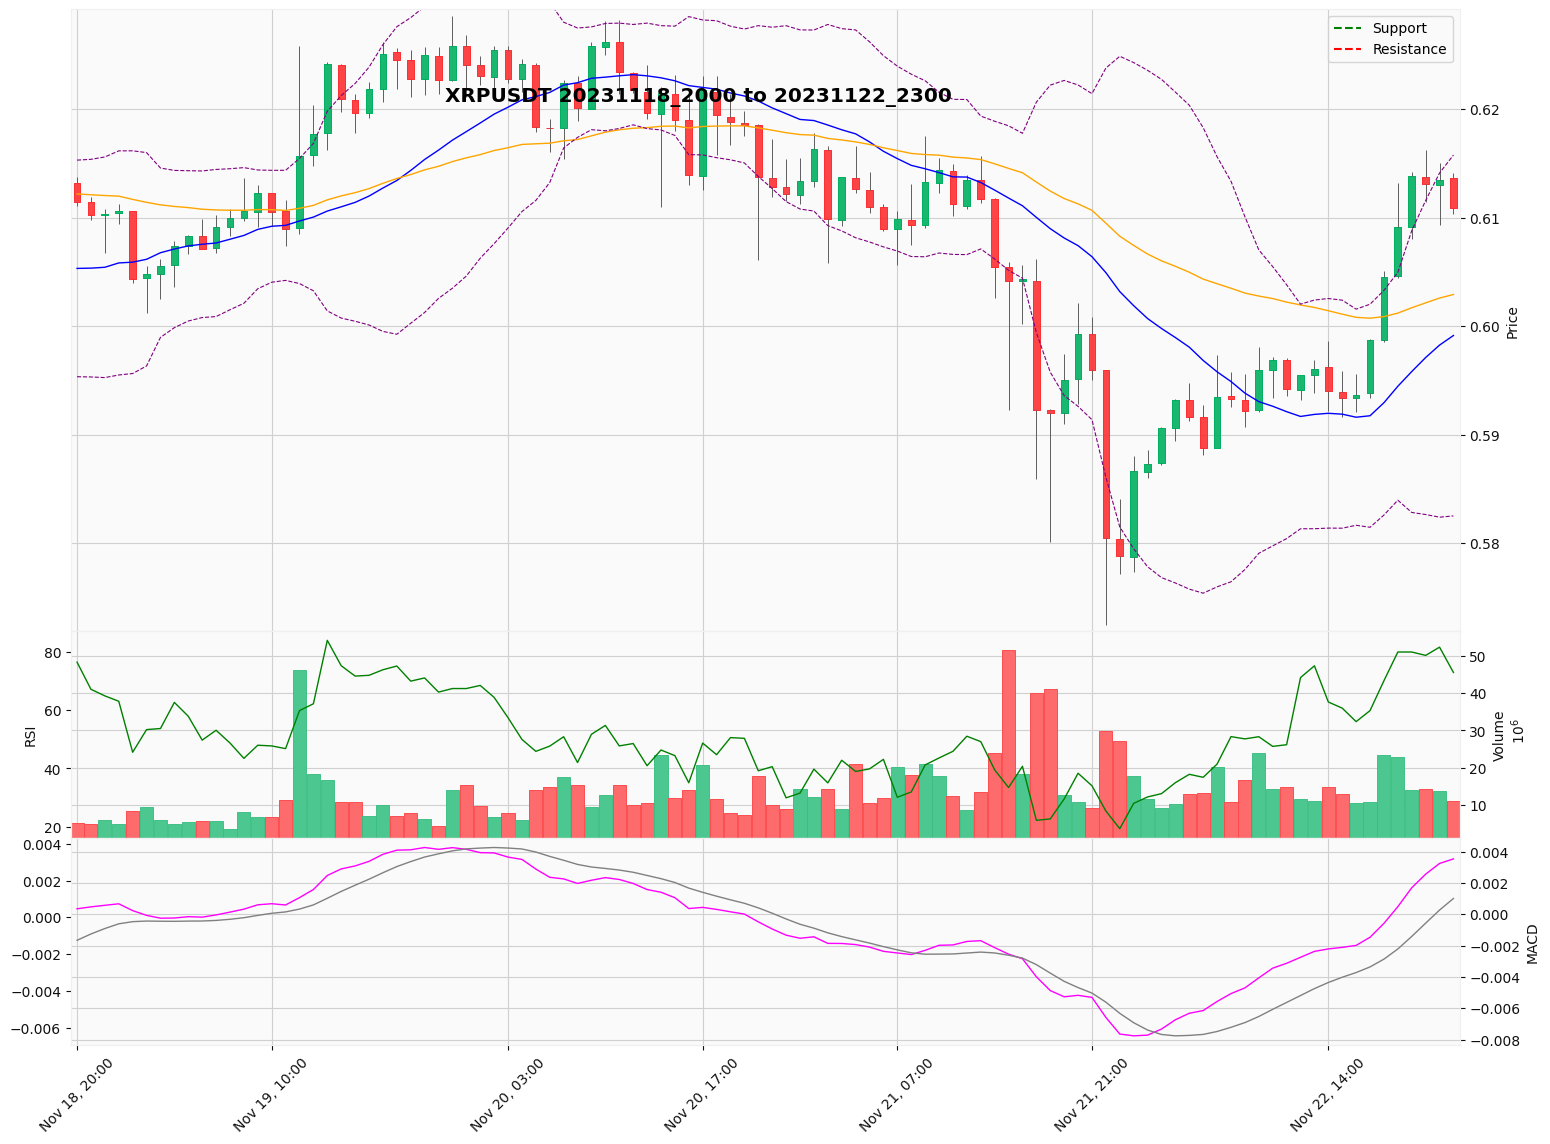 XRPUSDT 20231118_2000 to 20231122_2300
Support
Resistance
0.62
0.61
0.60
0.59
0.58
Price
80
60
40
20
RSI
50
40
30
20
10
Volume
10^6
0.004
0.002
0.000
−0.002
−0.004
−0.006
0.004
0.002
0.000
−0.002
−0.004
−0.006
−0.008
MACD
Nov 18, 20:00
Nov 19, 10:00
Nov 20, 03:00
Nov 20, 17:00
Nov 21, 07:00
Nov 21, 21:00
Nov 22, 14:00